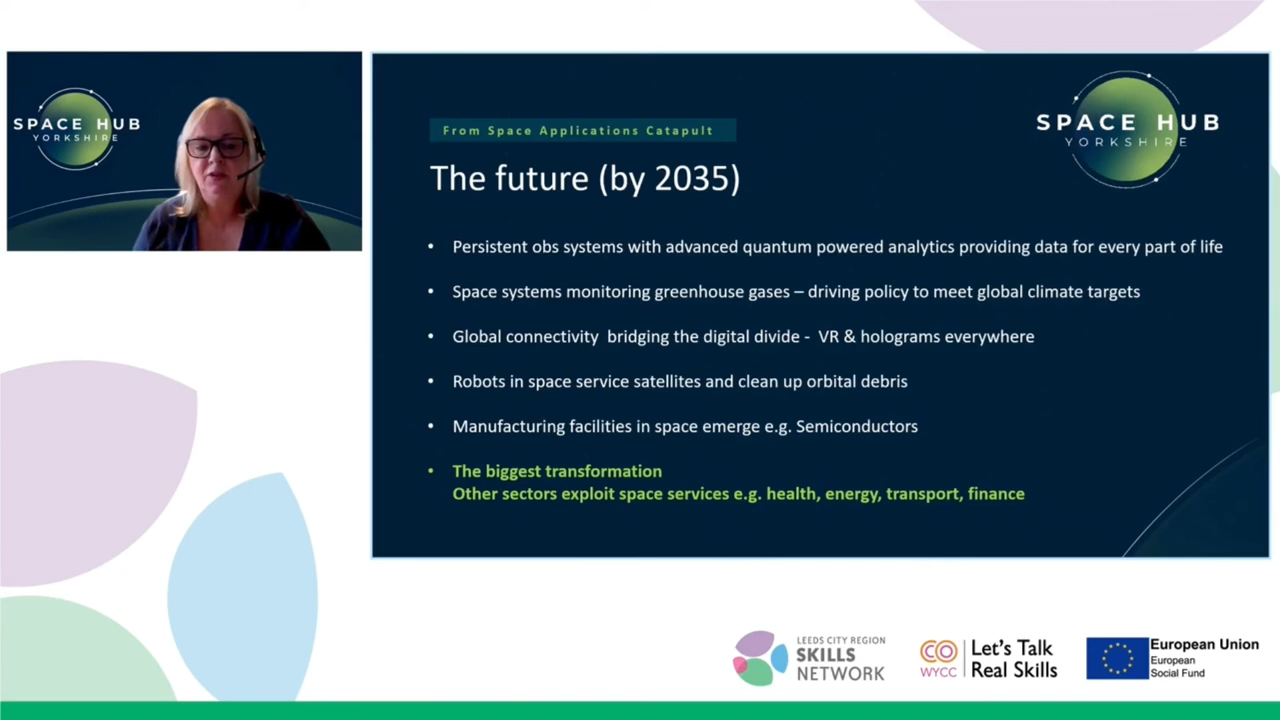 SPACE HUB
YORKSHIRE
From Space Applications Catapult
SPACE HUB
YORKSHIRE
The future (by 2035)
• Persistent obs systems with advanced quantum powered analytics providing data for every part of life
• Space systems monitoring greenhouse gases – driving policy to meet global climate targets
• Global connectivity bridging the digital divide - VR & holograms everywhere
• Robots in space service satellites and clean up orbital debris
• Manufacturing facilities in space emerge e.g. Semiconductors
• The biggest transformation
Other sectors exploit space services e.g. health, energy, transport, finance
LEEDS CITY REGION
SKILLS
NETWORK
CO
WYCC
Let's Talk
Real Skills
European Union
European
Social Fund